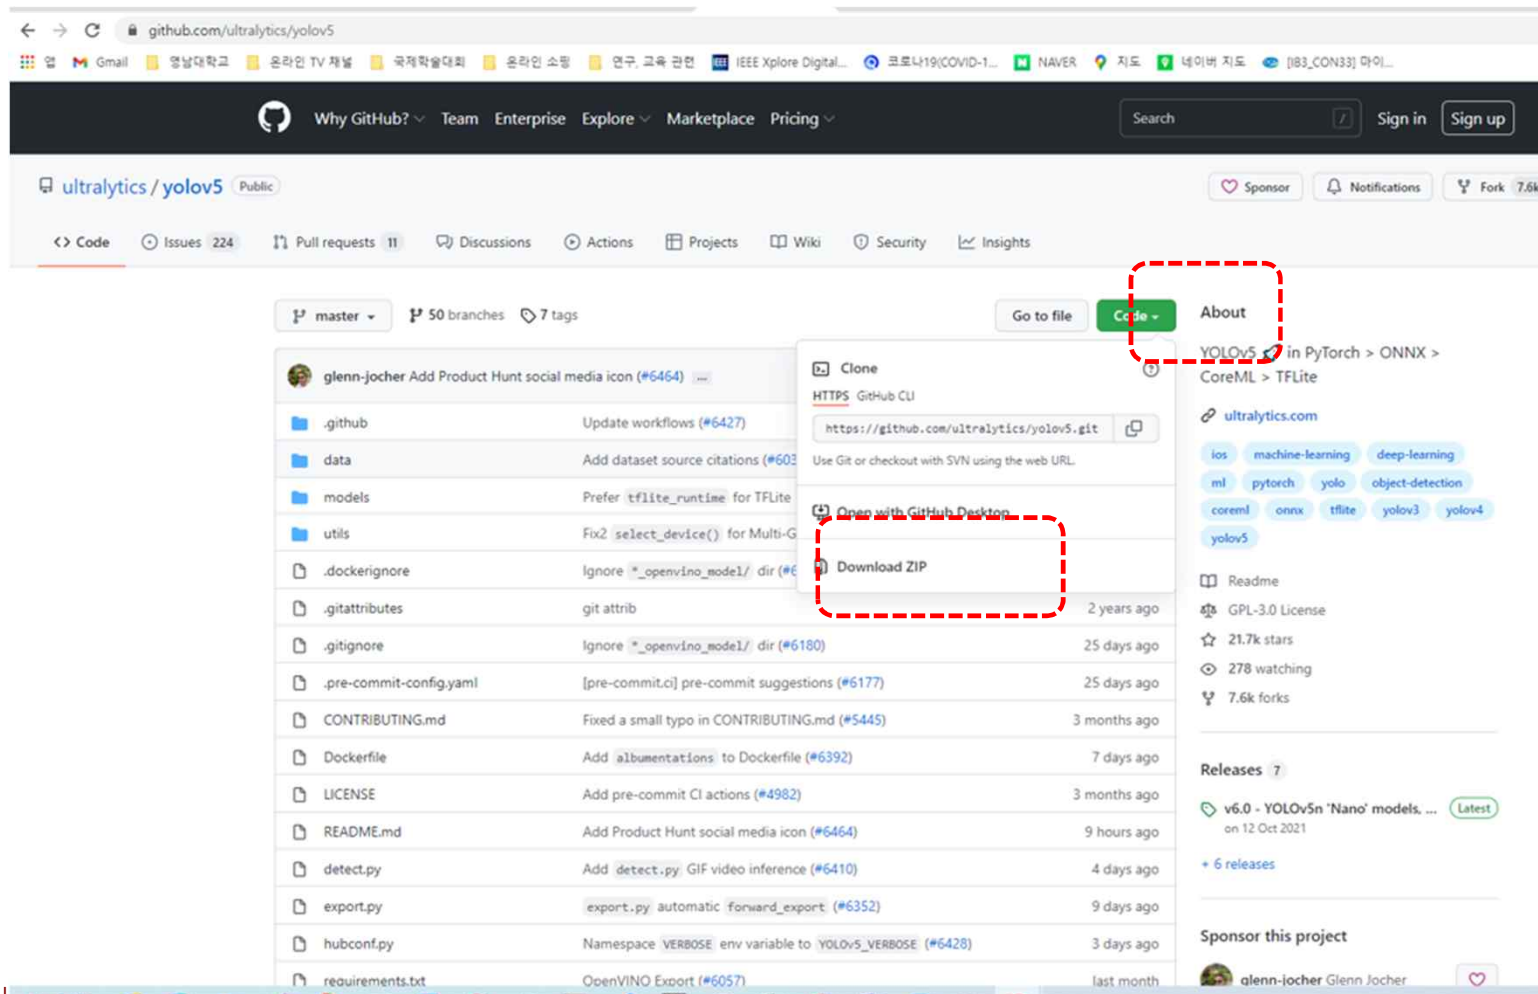 github.com/ultralytics/yolov5
앱 Gmail 영남대학교 온라인 TV 채널 국제학술대회 온라인 쇼핑 연구, 교육 관련 IEEE Xplore Digital... 코로나19(COVID-1... NAVER 지도 네이버 지도 [IB3_CON33] 마이...
Why GitHub? Team Enterprise Explore Marketplace Pricing Search / Sign in Sign up
ultralytics / yolov5 Public Sponsor Notifications Fork 7.6k
<> Code Issues 224 Pull requests 11 Discussions Actions Projects Wiki Security Insights
master 50 branches 7 tags Go to file Code
glenn-jocher Add Product Hunt social media icon (#6464) ...
.github Update workflows (#6427)
data Add dataset source citations (#603
models Prefer tflite_runtime for TFLite
utils Fix2 select_device() for Multi-G
.dockerignore Ignore *_openvino_model/ dir (#6
.gitattributes git attrib 2 years ago
.gitignore Ignore *_openvino_model/ dir (#6180) 25 days ago
.pre-commit-config.yaml [pre-commit.ci] pre-commit suggestions (#6177) 25 days ago
CONTRIBUTING.md Fixed a small typo in CONTRIBUTING.md (#5445) 3 months ago
Dockerfile Add albumentations to Dockerfile (#6392) 7 days ago
LICENSE Add pre-commit CI actions (#4982) 3 months ago
README.md Add Product Hunt social media icon (#6464) 9 hours ago
detect.py Add detect.py GIF video inference (#6410) 4 days ago
export.py export.py automatic forward_export (#6352) 9 days ago
hubconf.py Namespace VERBOSE env variable to YOLOv5_VERBOSE (#6428) 3 days ago
requirements.txt OpenVINO Export (#6057) last month
Clone
HTTPS GitHub CLI
https://github.com/ultralytics/yolov5.git
Use Git or checkout with SVN using the web URL.
Open with GitHub Desktop
Download ZIP
About
YOLOv5 🚀 in PyTorch > ONNX >
CoreML > TFLite
ultralytics.com
ios machine-learning deep-learning
ml pytorch yolo object-detection
coreml onnx tflite yolov3 yolov4
yolov5
Readme
GPL-3.0 License
21.7k stars
278 watching
7.6k forks
Releases 7
v6.0 - YOLOv5n 'Nano' models, ... Latest
on 12 Oct 2021
+ 6 releases
Sponsor this project
glenn-jocher Glenn Jocher